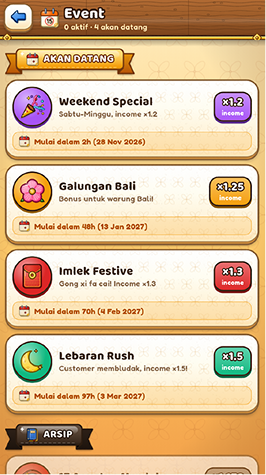 Event
0 aktif · 4 akan datang
AKAN DATANG
Weekend Special
Sabtu-Minggu, income x1.2
x1.2
income
Mulai dalam 2h (28 Nov 2026)
Galungan Bali
Bonus untuk warung Bali!
x1.25
income
Mulai dalam 48h (13 Jan 2027)
Imlek Festive
Gong xi fa cai! Income x1.3
x1.3
income
Mulai dalam 70h (4 Feb 2027)
Lebaran Rush
Customer membludak, income x1.5!
x1.5
income
Mulai dalam 97h (3 Mar 2027)
ARSIP